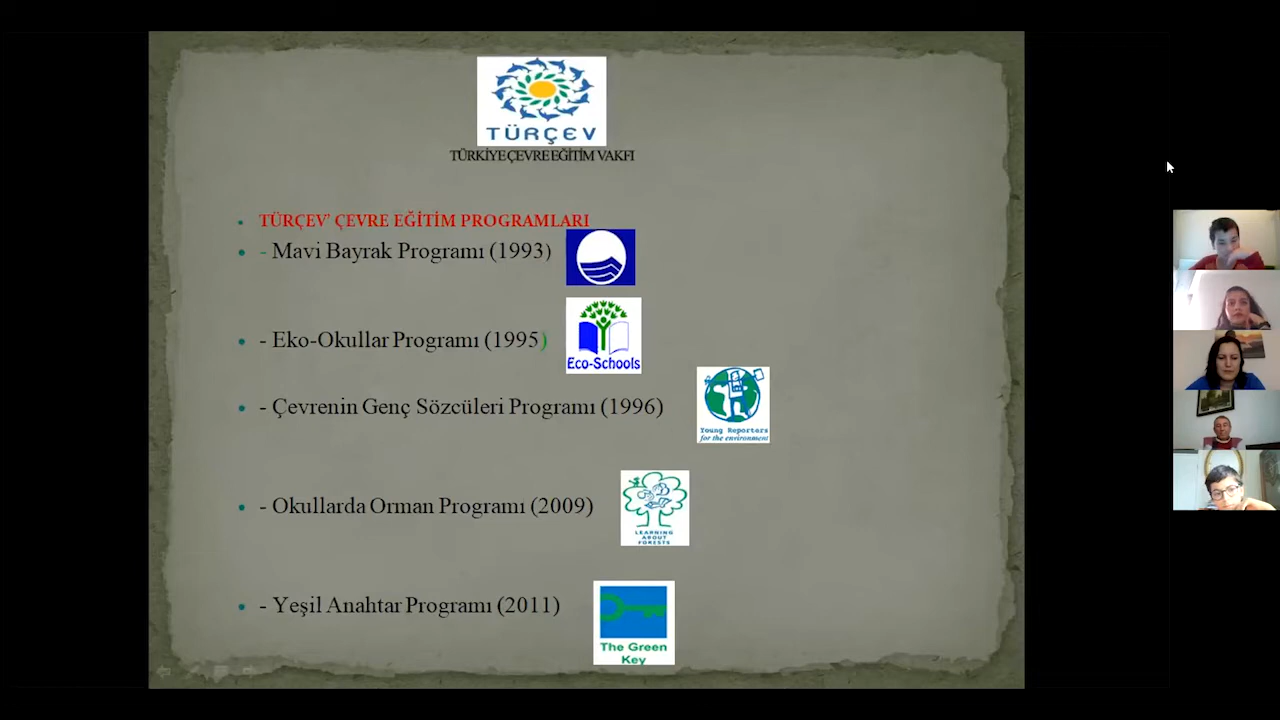 TÜRÇEV
TÜRKİYE ÇEVRE EĞİTİM VAKFI
TÜRÇEV' ÇEVRE EĞİTİM PROGRAMLARI
- Mavi Bayrak Programı (1993)
- Eko-Okullar Programı (1995)
Eco-Schools
- Çevrenin Genç Sözcüleri Programı (1996)
Young Reporters
for the environment
- Okullarda Orman Programı (2009)
LEARNING
ABOUT
FORESTS
- Yeşil Anahtar Programı (2011)
The Green
Key